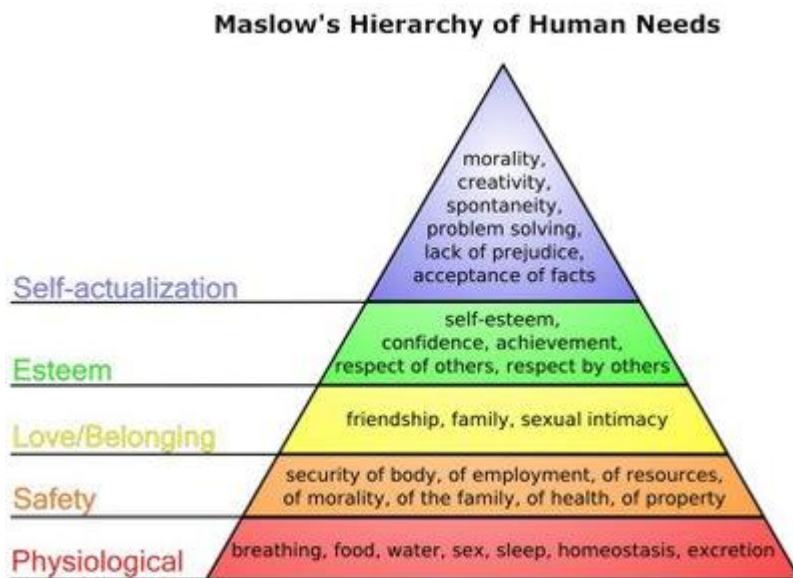 Maslow's Hierarchy of Human Needs
morality,
creativity,
spontaneity,
problem solving,
lack of prejudice,
acceptance of facts
Self-actualization
self-esteem,
confidence, achievement,
respect of others, respect by others
Esteem
friendship, family, sexual intimacy
Love/Belonging
security of body, of employment, of resources,
of morality, of the family, of health, of property
Safety
breathing, food, water, sex, sleep, homeostasis, excretion
Physiological